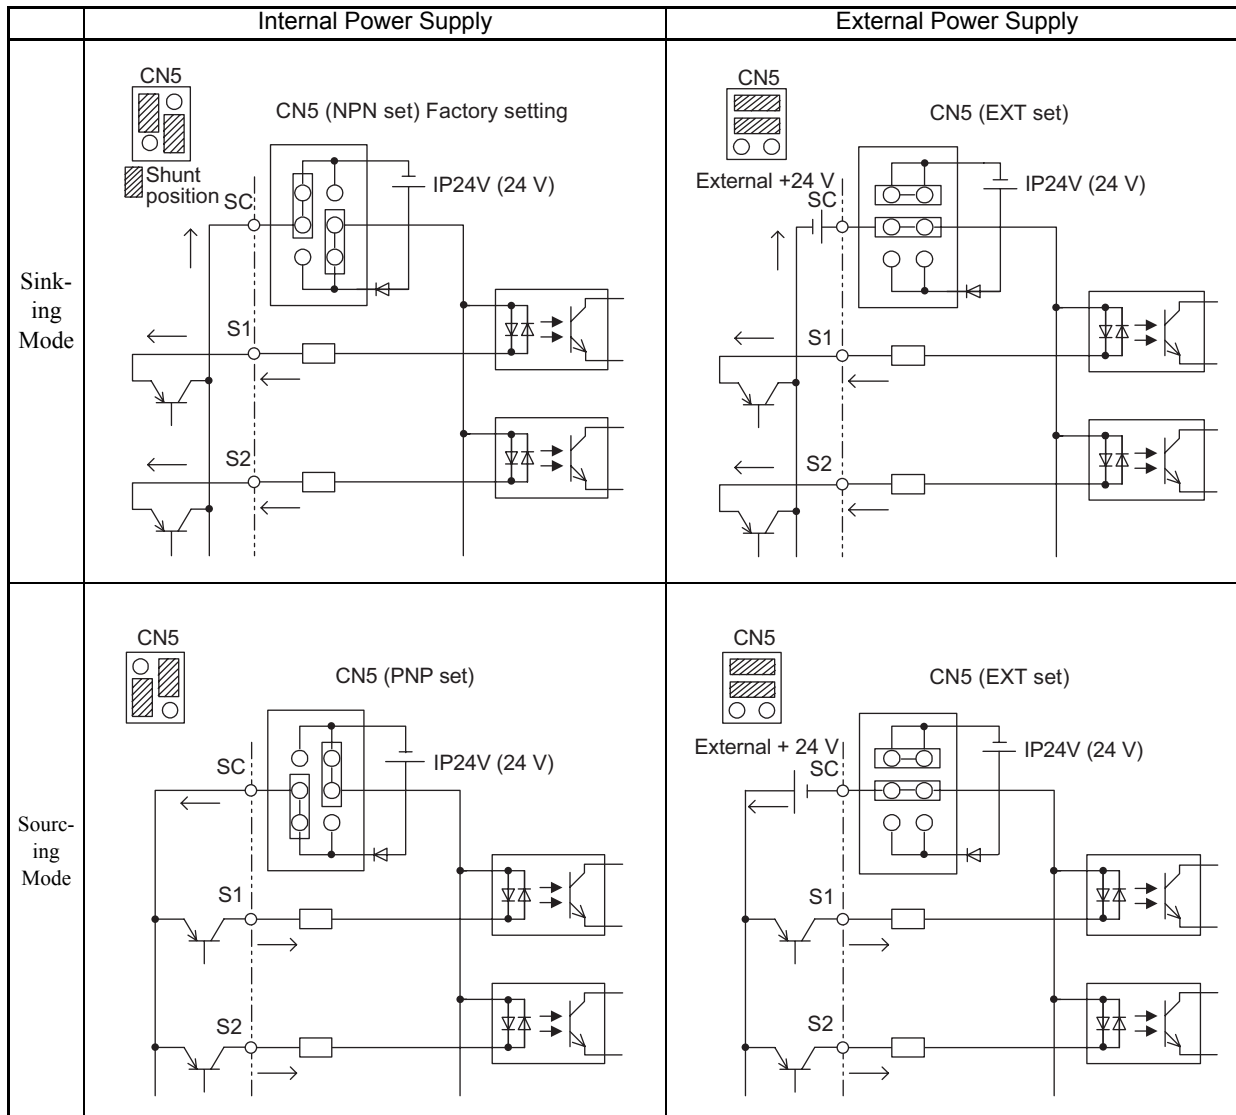 Internal Power Supply
External Power Supply
Sink-
ing
Mode
CN5
CN5 (NPN set) Factory setting
Shunt
position
SC
IP24V (24 V)
S1
S2
CN5
CN5 (EXT set)
External +24 V
SC
IP24V (24 V)
S1
S2
Sourc-
ing
Mode
CN5
CN5 (PNP set)
SC
IP24V (24 V)
S1
S2
CN5
CN5 (EXT set)
External + 24 V
SC
IP24V (24 V)
S1
S2